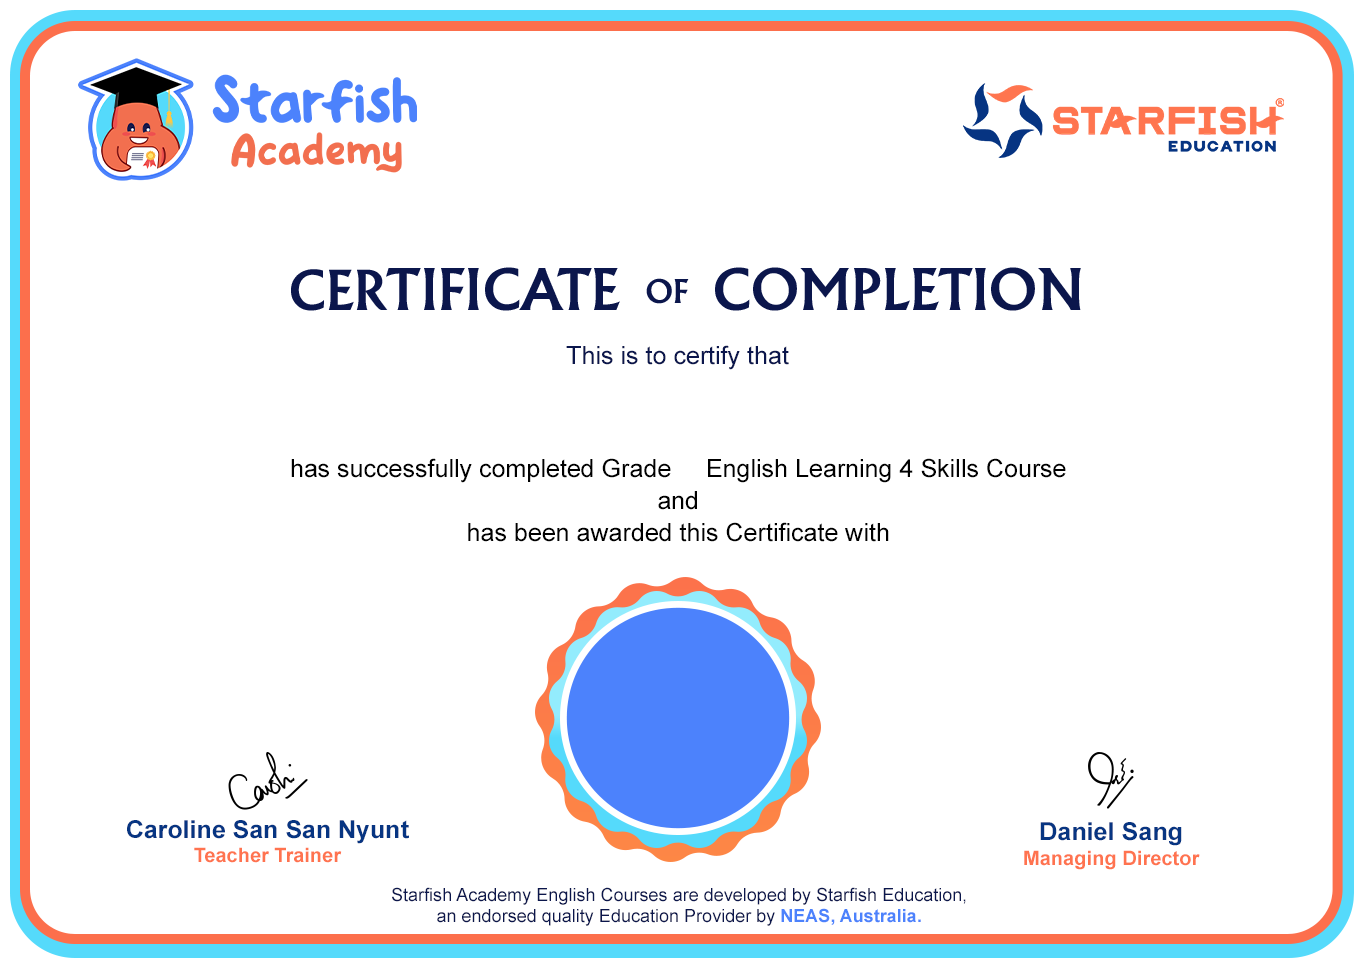 Starfish
Academy
STARFISH®
EDUCATION
CERTIFICATE OF COMPLETION
This is to certify that
has successfully completed Grade English Learning 4 Skills Course
and
has been awarded this Certificate with
Caroline San San Nyunt
Teacher Trainer
Daniel Sang
Managing Director
Starfish Academy English Courses are developed by Starfish Education,
an endorsed quality Education Provider by NEAS, Australia.